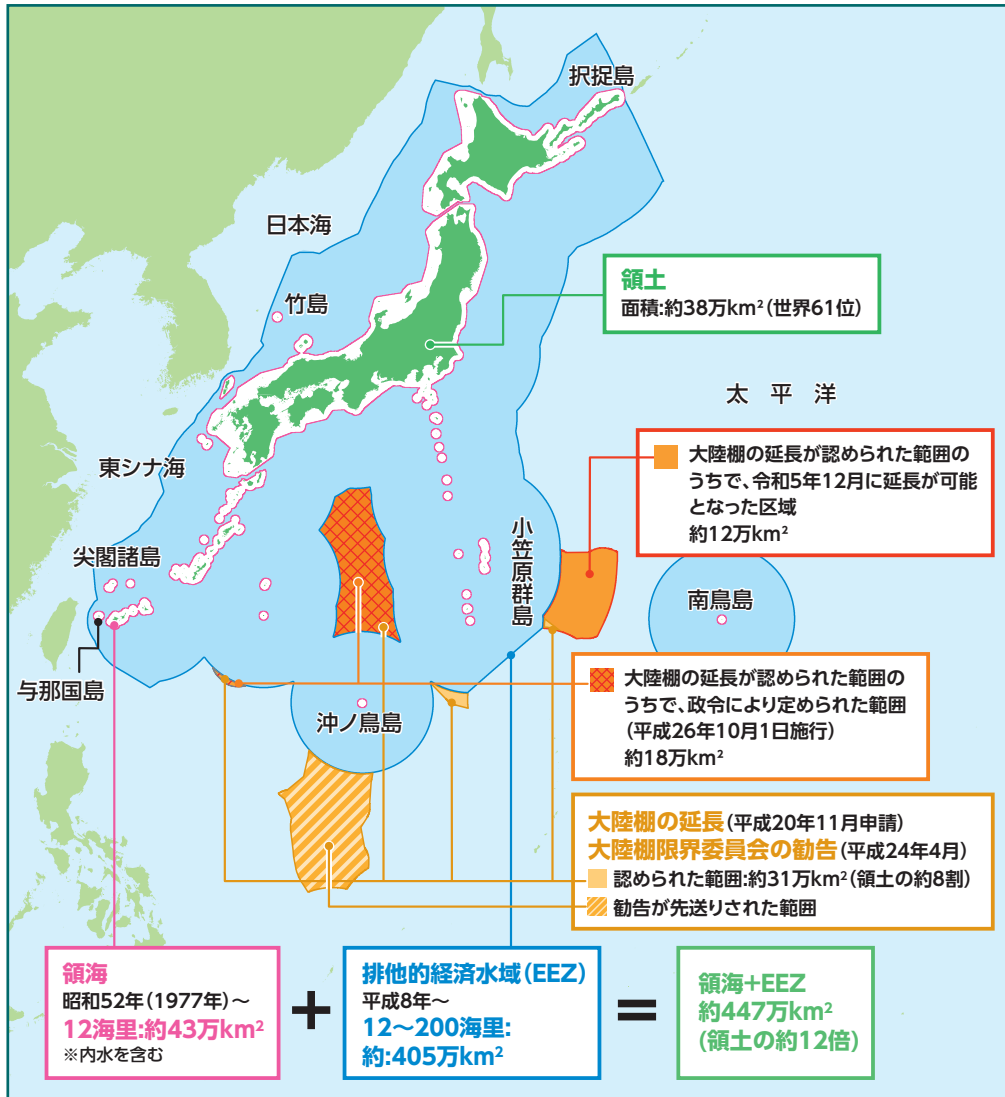 択捉島
日本海
竹島
領土
面積:約38万km²(世界61位)
太 平 洋
大陸棚の延長が認められた範囲の
うちで、令和5年12月に延長が可能
となった区域
約12万km²
東シナ海
尖閣諸島
小笠原群島
南鳥島
与那国島
沖ノ鳥島
大陸棚の延長が認められた範囲の
うちで、政令により定められた範囲
(平成26年10月1日施行)
約18万km²
大陸棚の延長(平成20年11月申請)
大陸棚限界委員会の勧告(平成24年4月)
認められた範囲:約31万km²(領土の約8割)
勧告が先送りされた範囲
領海
昭和52年(1977年)~
12海里:約43万km²
※内水を含む
+
排他的経済水域(EEZ)
平成8年~
12~200海里:
約:405万km²
=
領海+EEZ
約447万km²
(領土の約12倍)